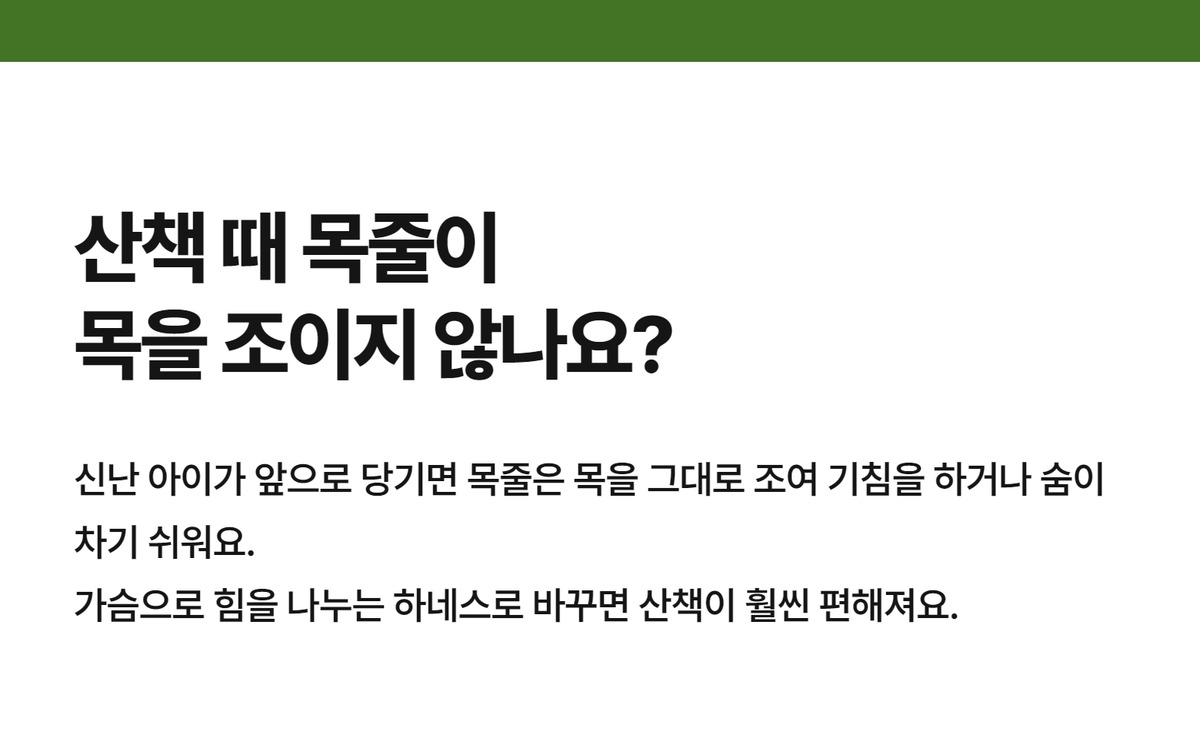 산책 때 목줄이
목을 조이지 않나요?
신난 아이가 앞으로 당기면 목줄은 목을 그대로 조여 기침을 하거나 숨이
차기 쉬워요.
가슴으로 힘을 나누는 하네스로 바꾸면 산책이 훨씬 편해져요.